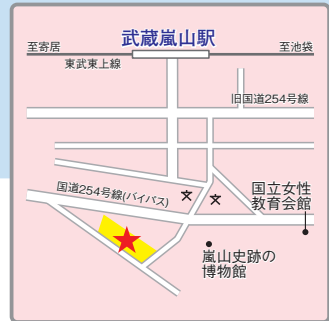 武蔵嵐山駅
至寄居
至池袋
東武東上線
旧国道254号線
国道254号線(バイパス)
文
文
国立女性
教育会館
嵐山史跡の
博物館